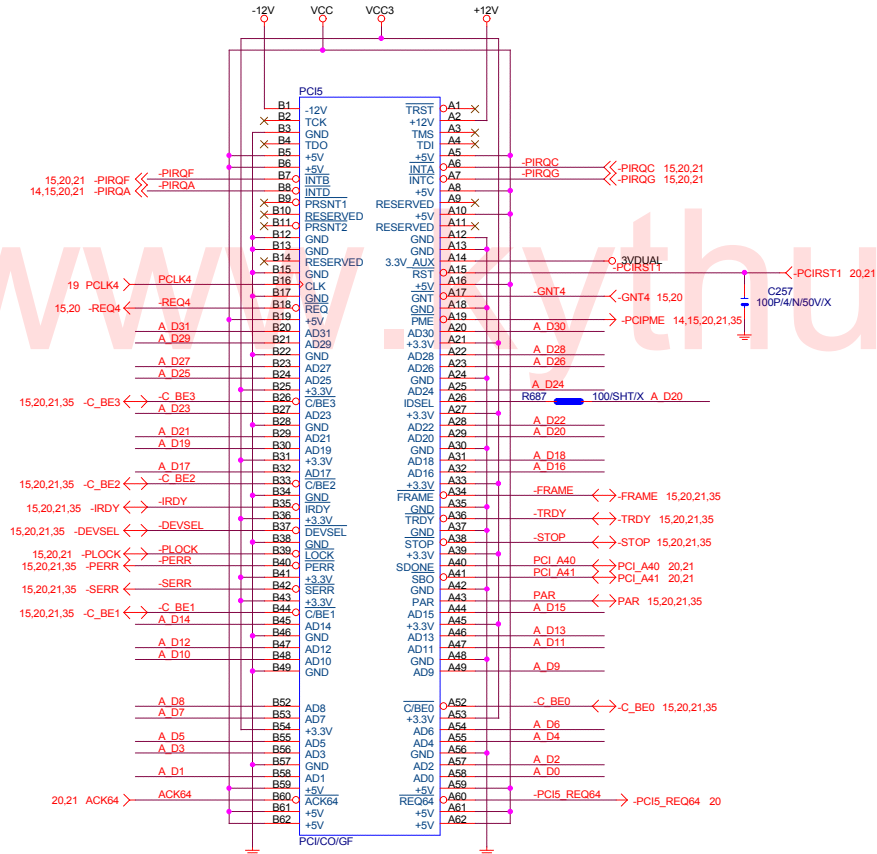 -12V VCC VCC3 +12V
PCI5
B1 -12V TRST A1
B2 TCK +12V A2
B3 GND TMS A3
B4 TDO TDI A4
B5 +5V +5V A5
B6 +5V INTA A6 -PIRQC -PIRQC 15,20,21
15,20,21 -PIRQF -PIRQF B7 INTB INTC A7 -PIRQG -PIRQG 15,20,21
14,15,20,21 -PIRQA -PIRQA B8 INTD +5V A8
B9 PRSNT1 RESERVED A9
B10 RESERVED +5V A10
B11 PRSNT2 RESERVED A11
B12 GND GND A12
B13 GND GND A13
B14 RESERVED 3.3V_AUX A14 3VDUAL
B15 GND RST A15 -PCIRST1 -PCIRST1 20,21
19 PCLK4 PCLK4 B16 CLK +5V A16
B17 GND GNT A17 -GNT4 -GNT4 15,20
C257
100P/4/N/50V/X
15,20 -REQ4 -REQ4 B18 REQ GND A18
B19 +5V PME A19 -PCIPME 14,15,20,21,35
A_D31 B20 AD31 AD30 A20 A_D30
A_D29 B21 AD29 +3.3V A21
B22 GND AD28 A22 A_D28
A_D27 B23 AD27 AD26 A23 A_D26
A_D25 B24 AD25 GND A24
B25 +3.3V AD24 A25 A_D24
15,20,21,35 -C_BE3 -C_BE3 B26 C/BE3 IDSEL A26 R687 100/SHT/X A_D20
A_D23 B27 AD23 +3.3V A27
B28 GND AD22 A28 A_D22
A_D21 B29 AD21 AD20 A29 A_D20
A_D19 B30 AD19 GND A30
B31 +3.3V AD18 A31 A_D18
A_D17 B32 AD17 AD16 A32 A_D16
15,20,21,35 -C_BE2 -C_BE2 B33 C/BE2 +3.3V A33
B34 GND FRAME A34 -FRAME -FRAME 15,20,21,35
15,20,21,35 -IRDY -IRDY B35 IRDY GND A35
B36 +3.3V TRDY A36 -TRDY -TRDY 15,20,21,35
15,20,21,35 -DEVSEL -DEVSEL B37 DEVSEL GND A37
B38 GND STOP A38 -STOP -STOP 15,20,21,35
15,20,21 -PLOCK -PLOCK B39 LOCK +3.3V A39
15,20,21,35 -PERR -PERR B40 PERR SDONE A40 PCI_A40 PCI_A40 20,21
B41 +3.3V SBO A41 PCI_A41 PCI_A41 20,21
15,20,21,35 -SERR -SERR B42 SERR GND A42
B43 +3.3V PAR A43 PAR PAR 15,20,21,35
15,20,21,35 -C_BE1 -C_BE1 B44 C/BE1 AD15 A44 A_D15
A_D14 B45 AD14 +3.3V A45
B46 GND AD13 A46 A_D13
A_D12 B47 AD12 AD11 A47 A_D11
A_D10 B48 AD10 GND A48
B49 GND AD9 A49 A_D9
A_D8 B52 AD8 C/BE0 A52 -C_BE0 -C_BE0 15,20,21,35
A_D7 B53 AD7 +3.3V A53
B54 +3.3V AD6 A54 A_D6
A_D5 B55 AD5 AD4 A55 A_D4
A_D3 B56 AD3 GND A56
B57 GND AD2 A57 A_D2
A_D1 B58 AD1 AD0 A58 A_D0
B59 +5V +5V A59
20,21 ACK64 ACK64 B60 ACK64 REQ64 A60 -PCI5_REQ64 -PCI5_REQ64 20
B61 +5V +5V A61
B62 +5V +5V A62
PCI/CO/GF
www.kythu